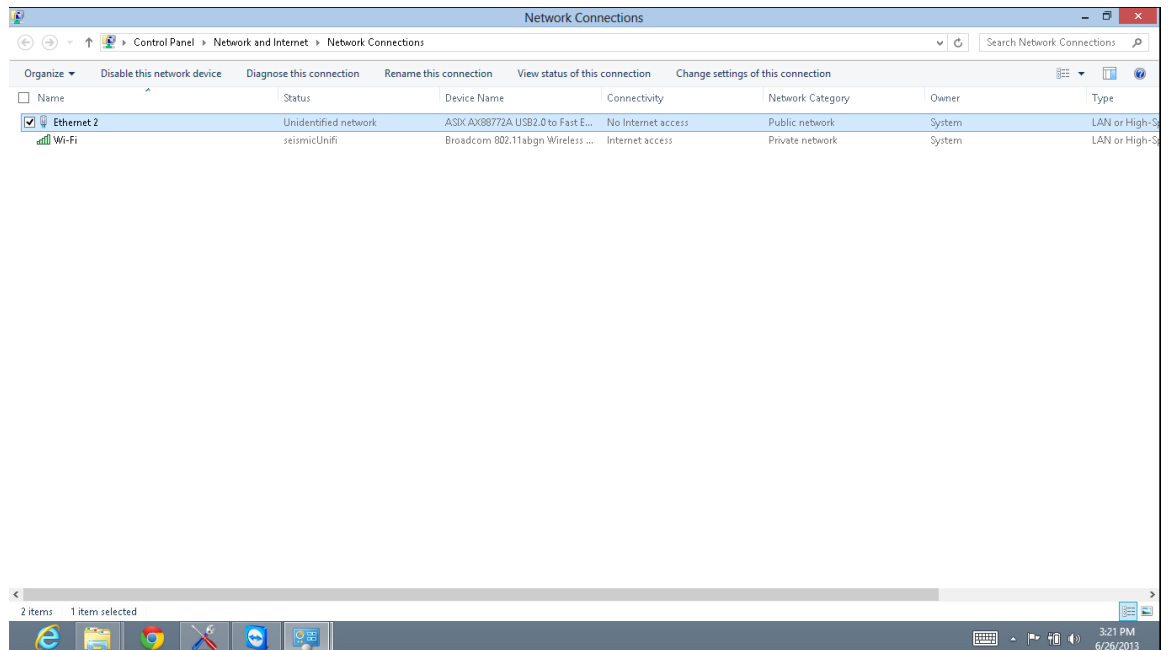 Network Connections
Control Panel Network and Internet Network Connections Search Network Connections
Organize Disable this network device Diagnose this connection Rename this connection View status of this connection Change settings of this connection
Name Status Device Name Connectivity Network Category Owner Type
Ethernet 2 Unidentified network ASIX AX88772A USB2.0 to Fast E... No Internet access Public network System LAN or High-Sp
Wi-Fi seismicUnifi Broadcom 802.11abgn Wireless ... Internet access Private network System LAN or High-Sp
2 items 1 item selected
3:21 PM
6/26/2013